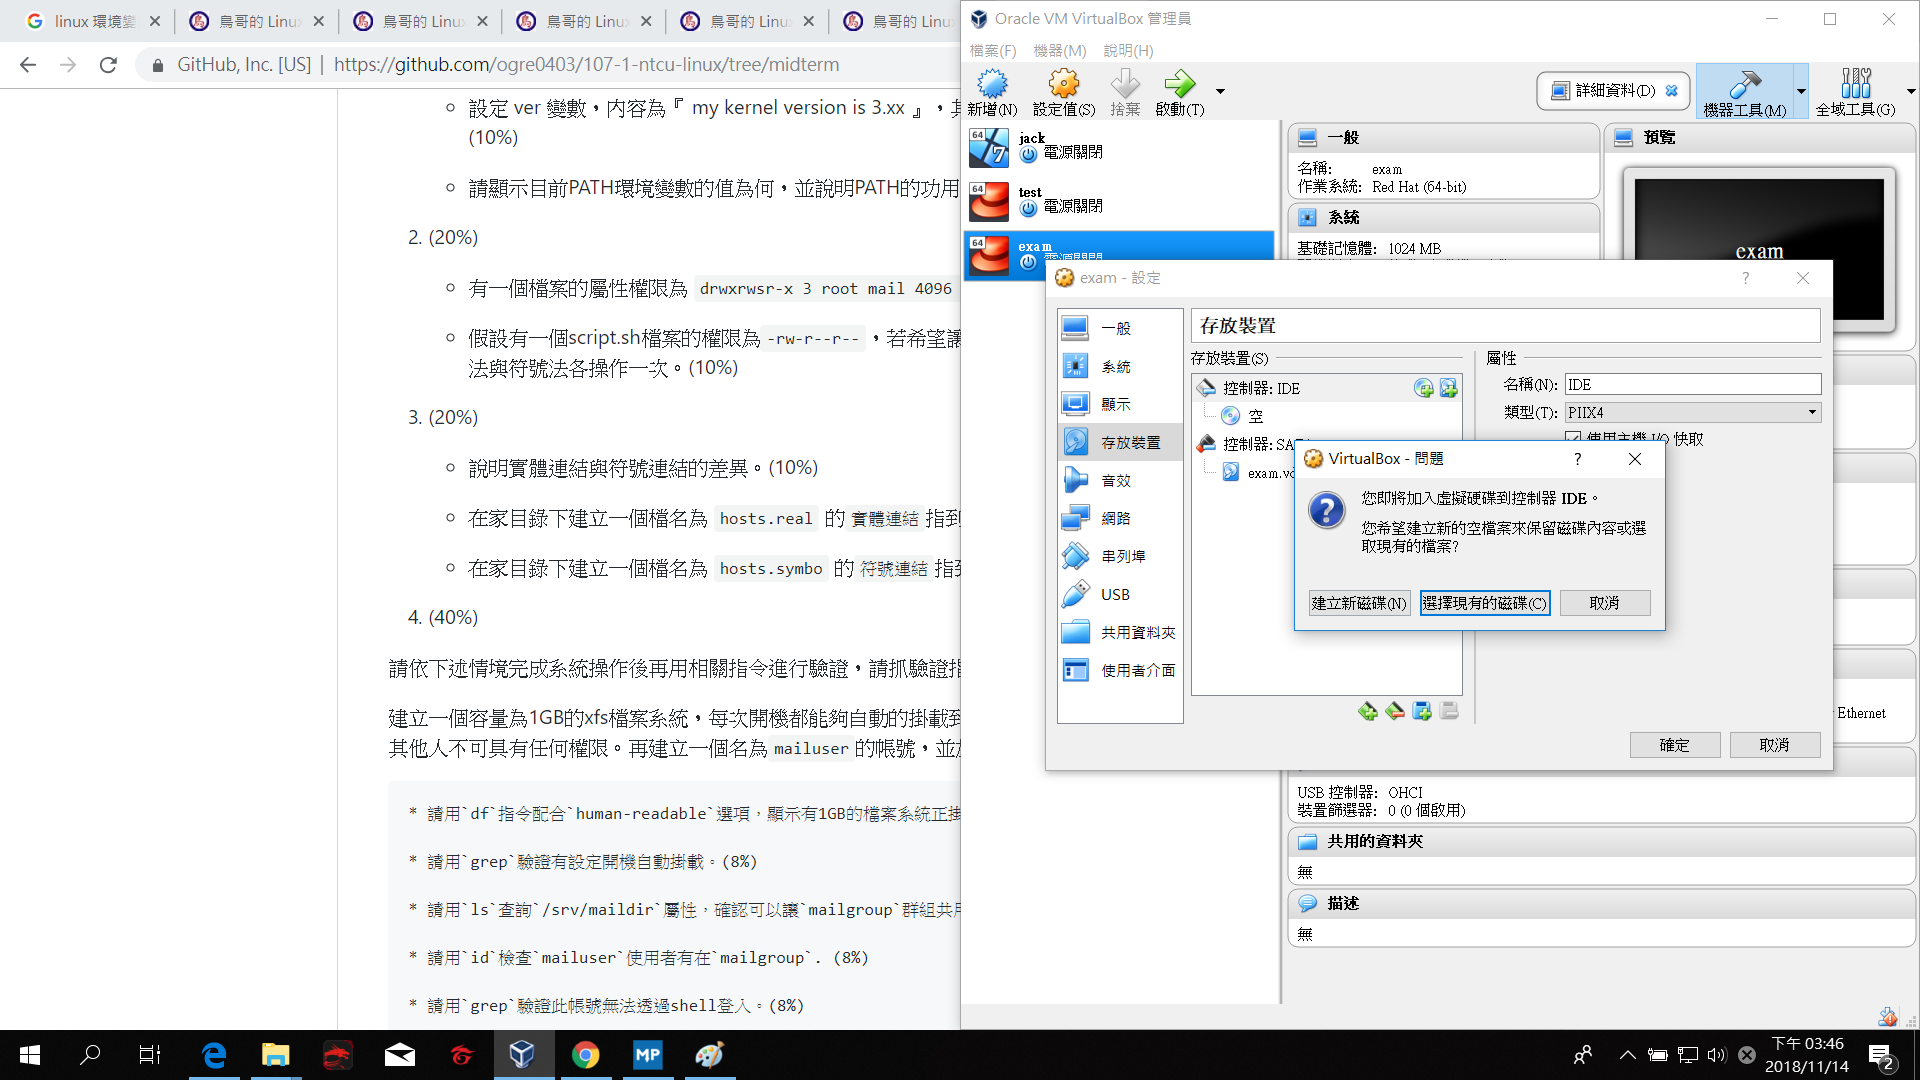 linux 環境變
鳥哥的 Linux
鳥哥的 Linux
鳥哥的 Linux
鳥哥的 Linux
鳥哥的 Linu
GitHub, Inc. [US] | https://github.com/ogre0403/107-1-ntcu-linux/tree/midterm
設定 ver 變數，內容為『 my kernel version is 3.xx 』，其
(10%)
請顯示目前PATH環境變數的值為何，並說明PATH的功用
2. (20%)
有一個檔案的屬性權限為 drwxrwsr-x 3 root mail 4096
假設有一個script.sh檔案的權限為 -rw-r--r-- ，若希望讓
法與符號法各操作一次。(10%)
3. (20%)
說明實體連結與符號連結的差異。(10%)
在家目錄下建立一個檔名為 hosts.real 的 實體連結 指到
在家目錄下建立一個檔名為 hosts.symbo 的 符號連結 指到
4. (40%)
請依下述情境完成系統操作後再用相關指令進行驗證，請抓驗證指
建立一個容量為1GB的xfs檔案系統，每次開機都能夠自動的掛載到
其他人不可具有任何權限。再建立一個名為 mailuser 的帳號，並
* 請用`df`指令配合`human-readable`選項，顯示有1GB的檔案系統正掛
* 請用`grep`驗證有設定開機自動掛載。(8%)
* 請用`ls`查詢`/srv/maildir`屬性，確認可以讓`mailgroup`群組共用
* 請用`id`檢查`mailuser`使用者有在`mailgroup`. (8%)
* 請用`grep`驗證此帳號無法透過shell登入。(8%)
Oracle VM VirtualBox 管理員
檔案(F) 機器(M) 說明(H)
新增(N) 設定值(S) 捨棄 啟動(T)
詳細資料(D) 機器工具(M) 全域工具(G)
64 jack
電源關閉
64 test
電源關閉
64 exam
電源關閉
一般
名稱: exam
作業系統: Red Hat (64-bit)
系統
基礎記憶體: 1024 MB
預覽
exam
exam - 設定
一般
系統
顯示
存放裝置
音效
網路
串列埠
USB
共用資料夾
使用者介面
存放裝置
存放裝置(S)
控制器: IDE
空
控制器: SATA
exam.vd
屬性
名稱(N): IDE
類型(T): PIIX4
使用主機 I/O 快取
VirtualBox - 問題
您即將加入虛擬硬碟到控制器 IDE。
您希望建立新的空檔案來保留磁碟內容或選
取現有的檔案?
建立新磁碟(N) 選擇現有的磁碟(C) 取消
確定 取消
Ethernet
USB 控制器: OHCI
裝置篩選器: 0 (0 個啟用)
共用的資料夾
無
描述
無
MP
下午 03:46
2018/11/14
2